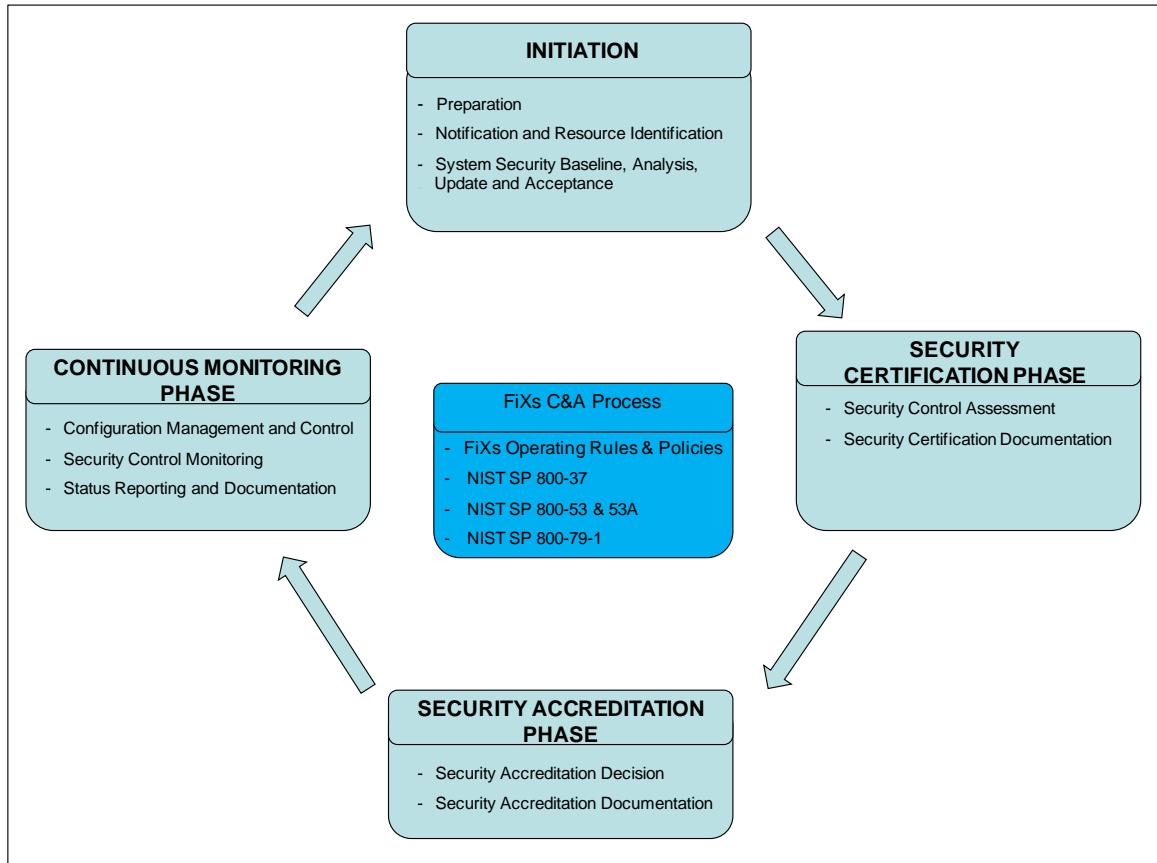 INITIATION
- Preparation
- Notification and Resource Identification
- System Security Baseline, Analysis,
Update and Acceptance
SECURITY
CERTIFICATION PHASE
- Security Control Assessment
- Security Certification Documentation
CONTINUOUS MONITORING
PHASE
- Configuration Management and Control
- Security Control Monitoring
- Status Reporting and Documentation
FiXs C&A Process
- FiXs Operating Rules & Policies
- NIST SP 800-37
- NIST SP 800-53 & 53A
- NIST SP 800-79-1
SECURITY ACCREDITATION
PHASE
- Security Accreditation Decision
- Security Accreditation Documentation